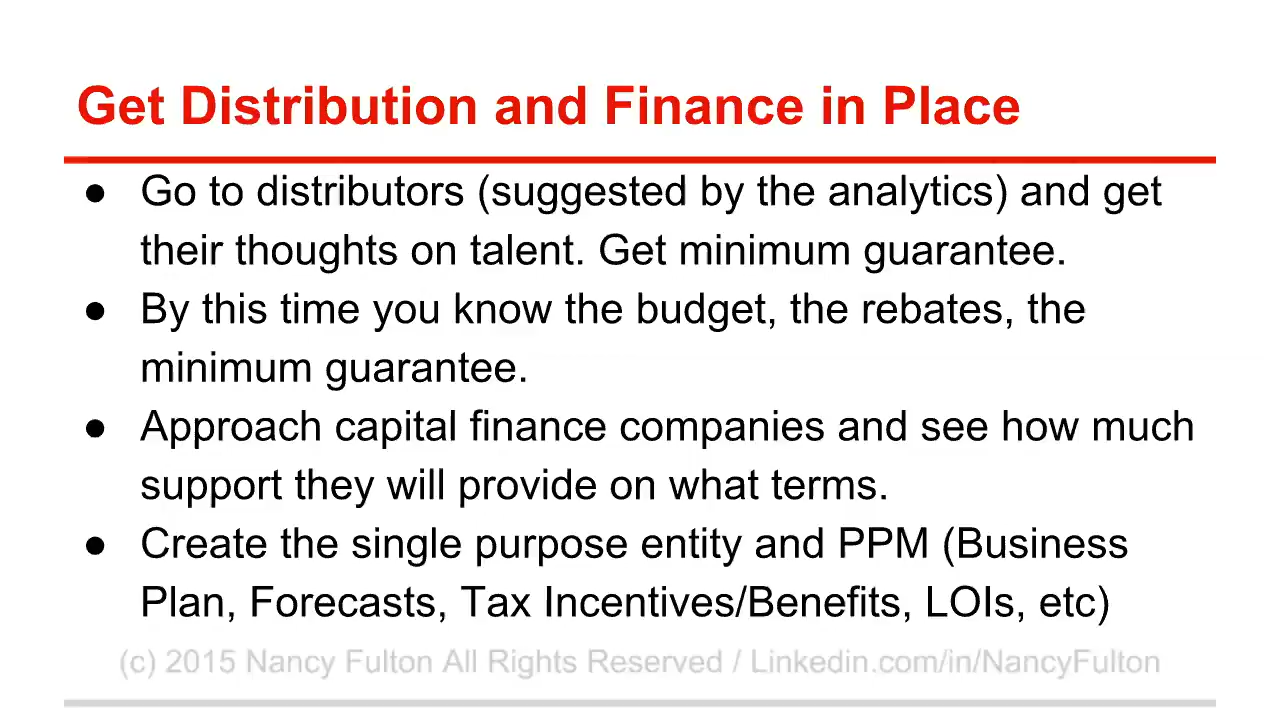 Get Distribution and Finance in Place
● Go to distributors (suggested by the analytics) and get
their thoughts on talent. Get minimum guarantee.
● By this time you know the budget, the rebates, the
minimum guarantee.
● Approach capital finance companies and see how much
support they will provide on what terms.
● Create the single purpose entity and PPM (Business
Plan, Forecasts, Tax Incentives/Benefits, LOIs, etc)
(c) 2015 Nancy Fulton All Rights Reserved / Linkedin.com/in/NancyFulton